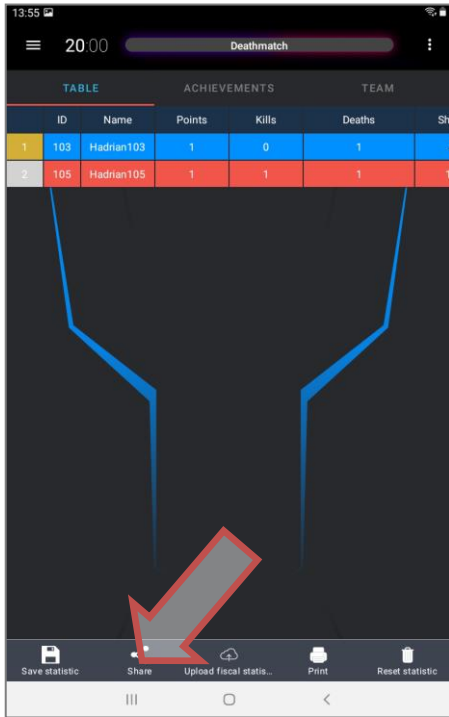 13:55
20:00 Deathmatch
TABLE ACHIEVEMENTS TEAM
ID Name Points Kills Deaths Sh
1 103 Hadrian103 1 0 1
2 105 Hadrian105 1 1 1 1
Save statistic Share Upload fiscal statis... Print Reset statistic